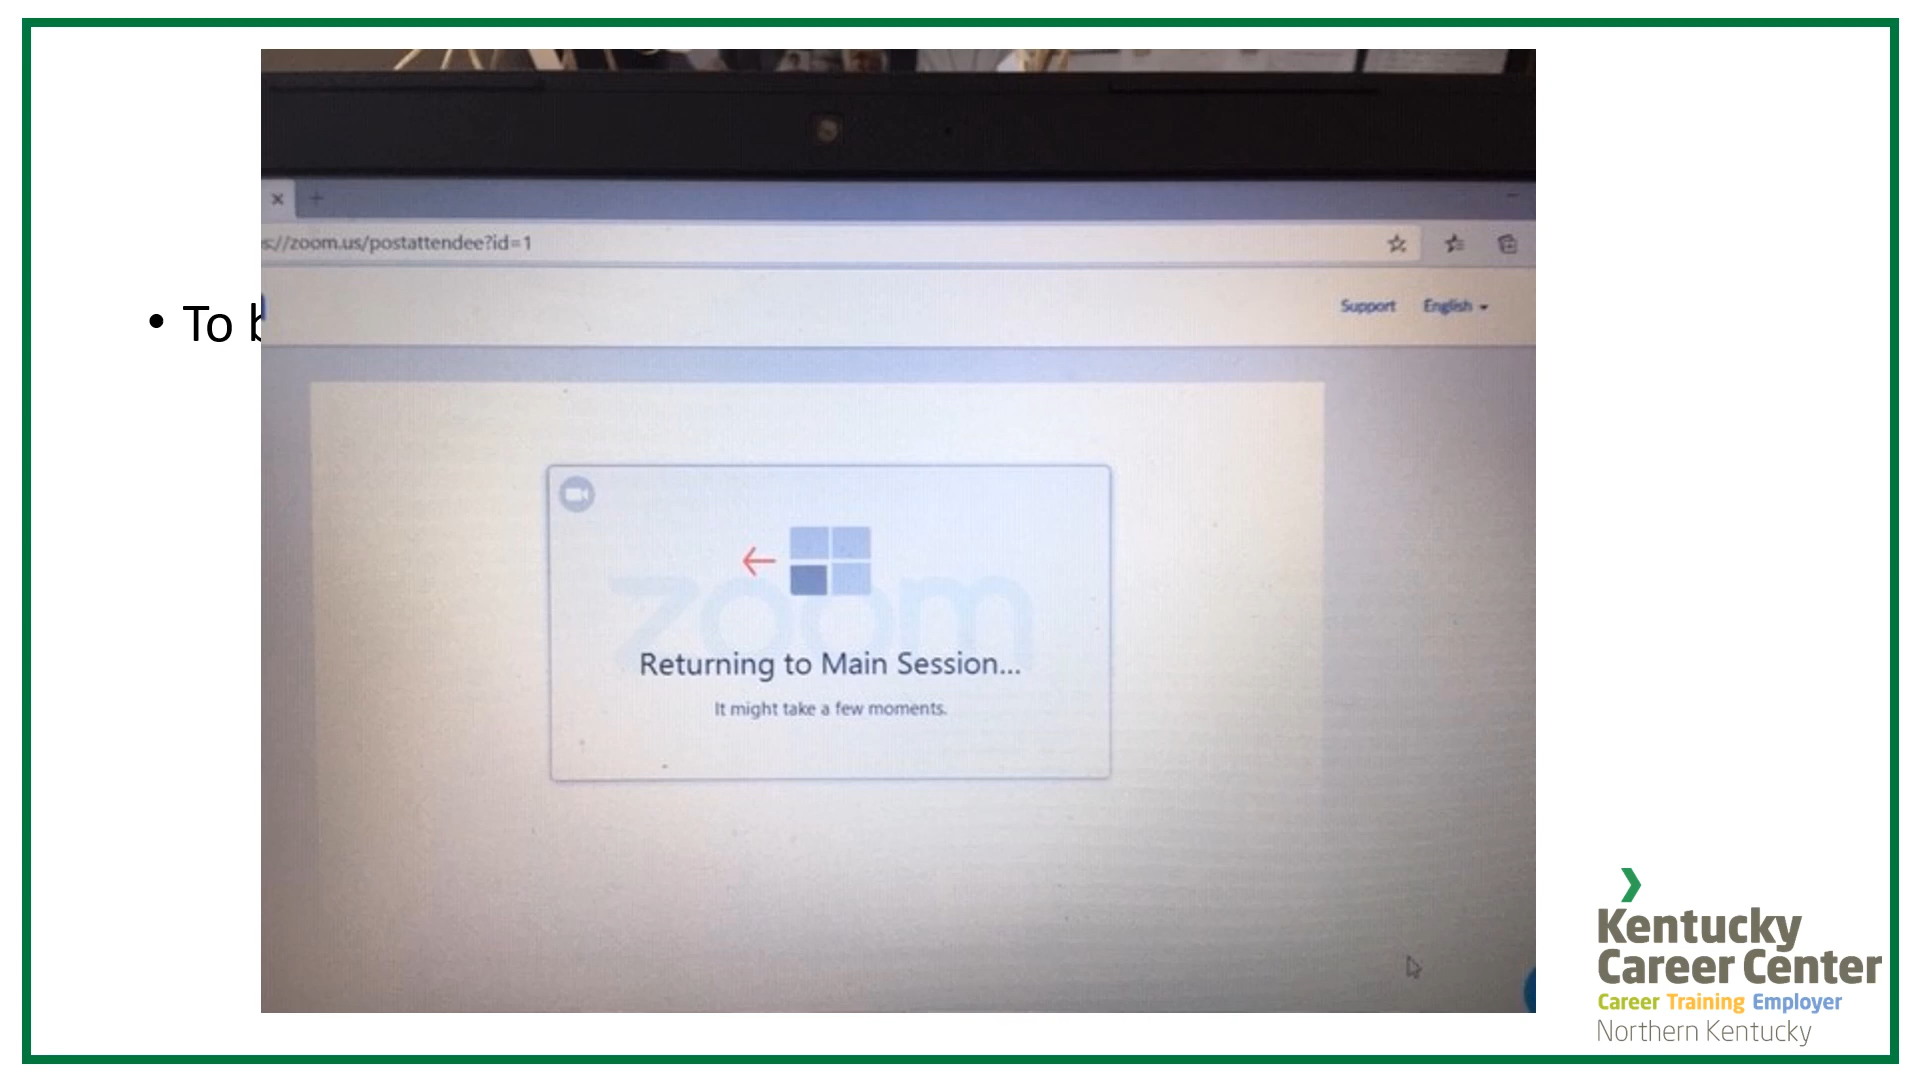 s://zoom.us/postattendee?id=1
Support English
• To
zoom
Returning to Main Session...
It might take a few moments.
Kentucky
Career Center
Career Training Employer
Northern Kentucky